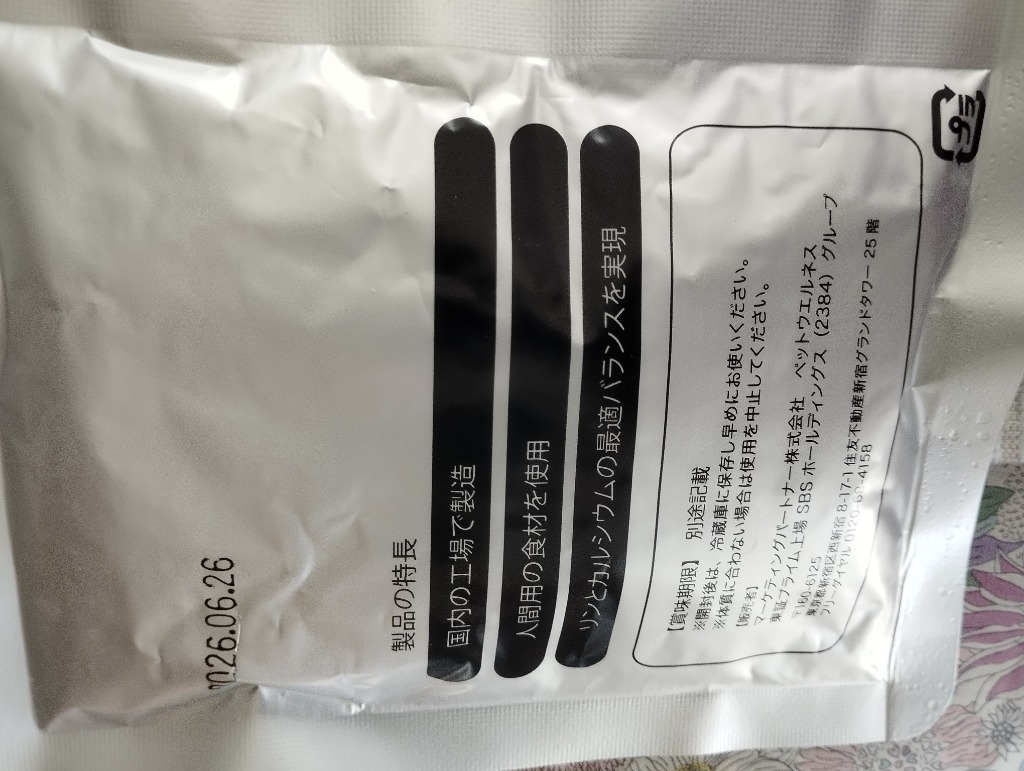 2026.06.26
製品の特長
国内の工場で製造
人間用の食材を使用
リンとカルシウムの最適バランスを実現
【賞味期限】 別途記載
※開封後は、冷蔵庫に保存し早めにお使いください。
※体質に合わない場合は使用を中止してください。
【販売者】
マーケティングパートナー株式会社 ペットウエルネス
東証プライム上場 SBSホールディングス (2384) グループ
〒160-6125
東京都新宿区西新宿8-17-1住友不動産新宿グランドタワー25階
フリーダイヤル 0120-
-4158
プラ